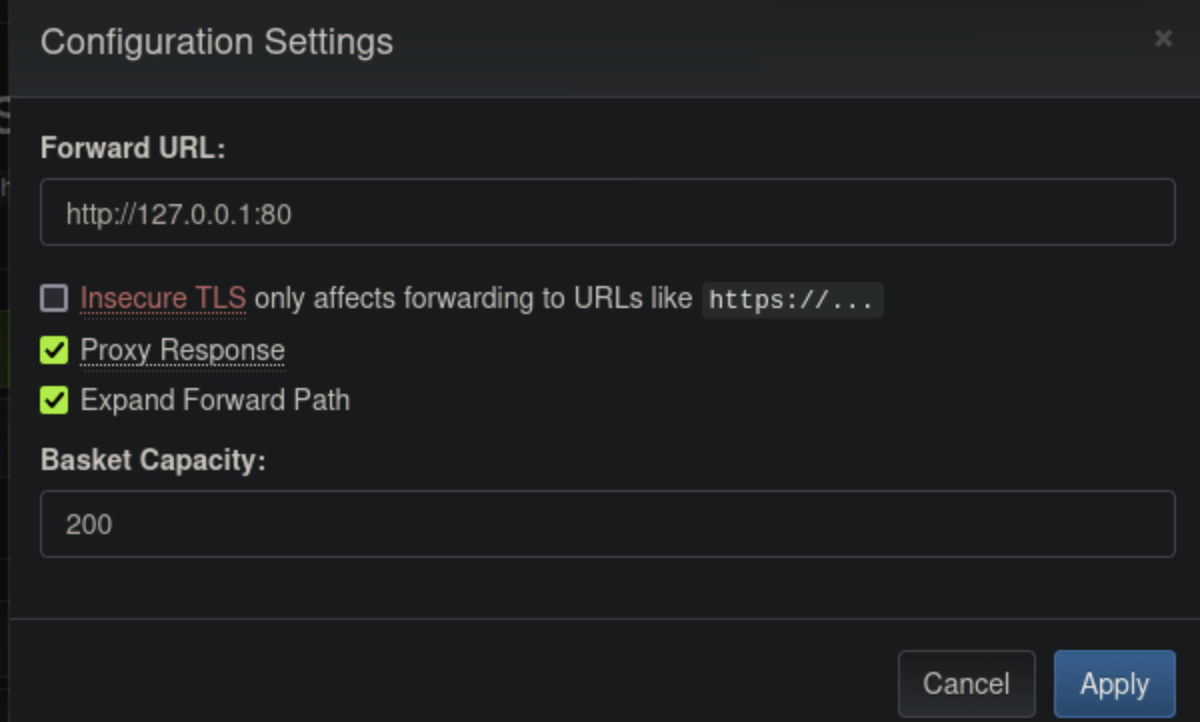 Configuration Settings
×
Forward URL:
http://127.0.0.1:80
Insecure TLS only affects forwarding to URLs like https://...
Proxy Response
Expand Forward Path
Basket Capacity:
200
Cancel
Apply